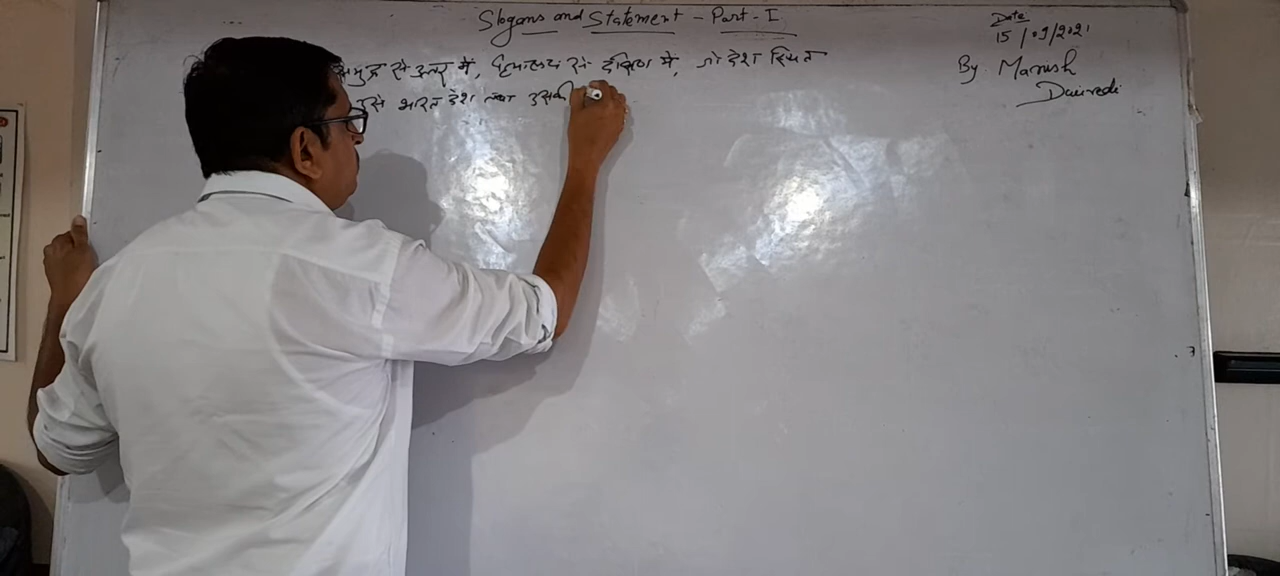 Slogans and Statement - Part - I
Date
15/09/2021
By Manish
Dwivedi
समुद्र से उत्तर में, हिमालय से दक्षिण में, जो देश स्थित
उसे भारत देश तथा उसकी